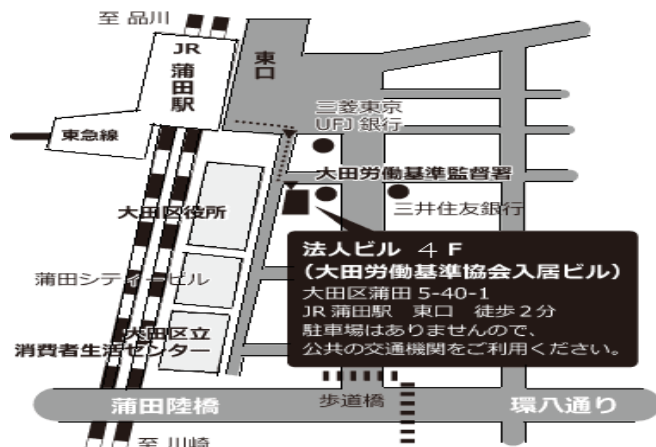 至 品川
JR
蒲田駅
東口
東急線
三菱東京
UFJ 銀行
大田労働基準監督署
三井住友銀行
大田区役所
法人ビル ４ F
（大田労働基準協会入居ビル）
大田区蒲田 5-40-1
JR 蒲田駅　東口　徒歩２分
駐車場はありませんので、
公共の交通機関をご利用ください。
蒲田シティービル
大田区立
消費者生活センター
蒲田陸橋
歩道橋
環八通り
至 川崎